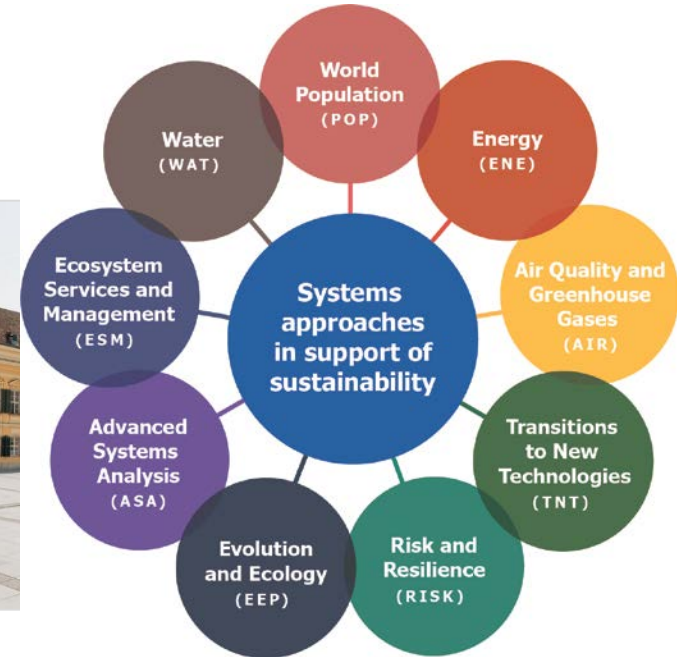 World
Population
(POP)
Energy
(ENE)
Air Quality and
Greenhouse
Gases
(AIR)
Transitions
to New
Technologies
(TNT)
Risk and
Resilience
(RISK)
Evolution
and Ecology
(EEP)
Advanced
Systems
Analysis
(ASA)
Ecosystem
Services and
Management
(ESM)
Water
(WAT)
Systems
approaches
in support of
sustainability